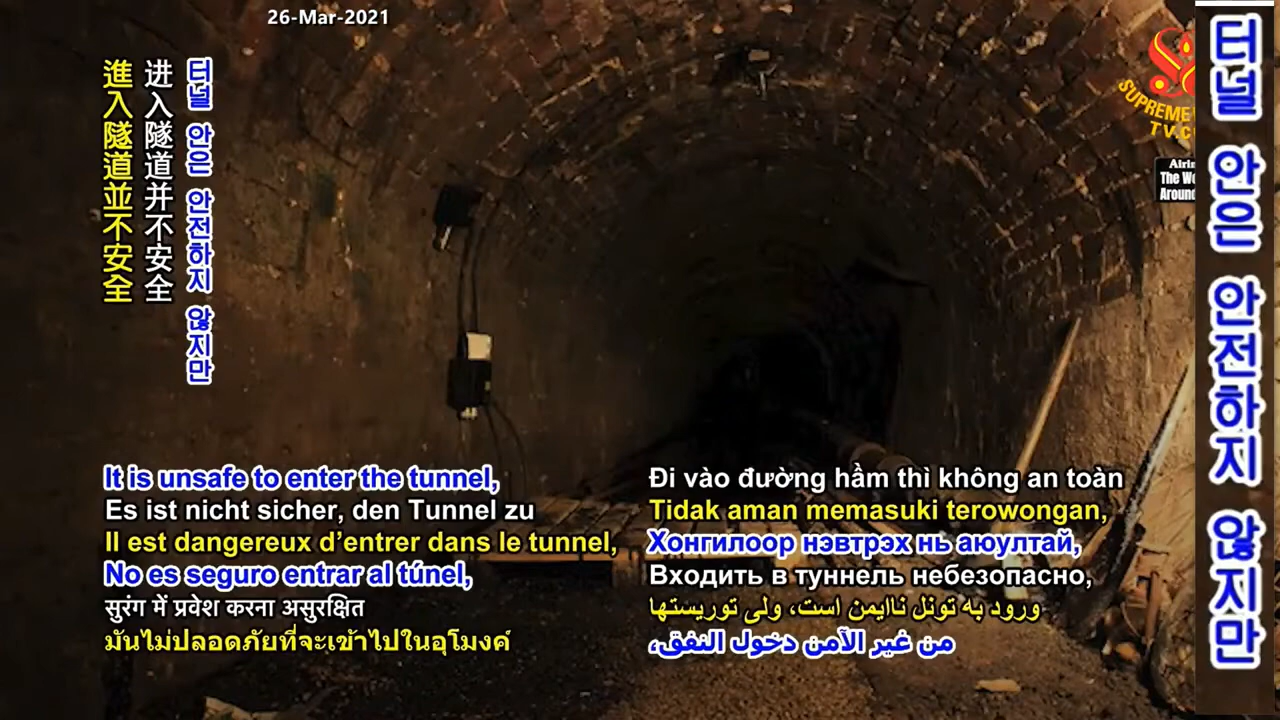 26-Mar-2021
進入隧道並不安全
进入隧道并不安全
터널 안은 안전하지 않지만
It is unsafe to enter the tunnel,
Es ist nicht sicher, den Tunnel zu
Il est dangereux d’entrer dans le tunnel,
No es seguro entrar al túnel,
सुरंग में प्रवेश करना असुरक्षित
มันไม่ปลอดภัยที่จะเข้าไปในอุโมงค์
Đi vào đường hầm thì không an toàn
Tidak aman memasuki terowongan,
Хонгилоор нэвтрэх нь аюултай,
Входить в туннель небезопасно,
ورود به تونل ناایمن است، ولی توریستها
من غير الآمن دخول النفق،
SUPREME
TV.C
Airin
The Wo
Around
터널 안은 안전하지 않지만